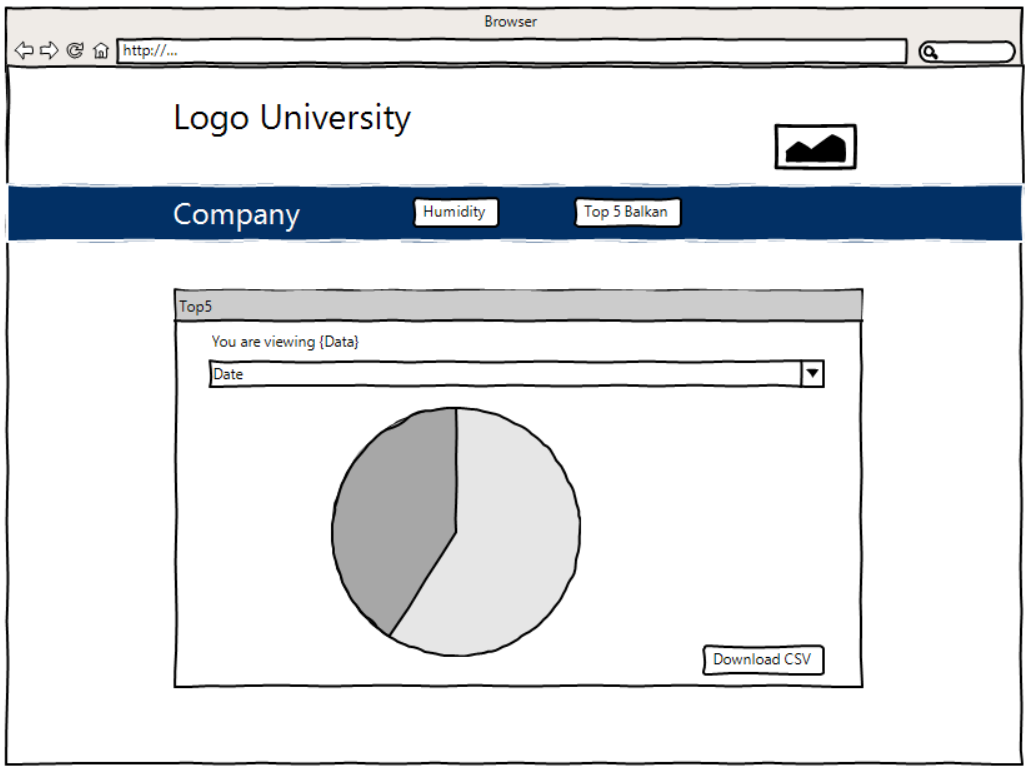 Browser
http://...
Logo University
Company
Humidity
Top 5 Balkan
Top5
You are viewing {Data}
Date
Download CSV